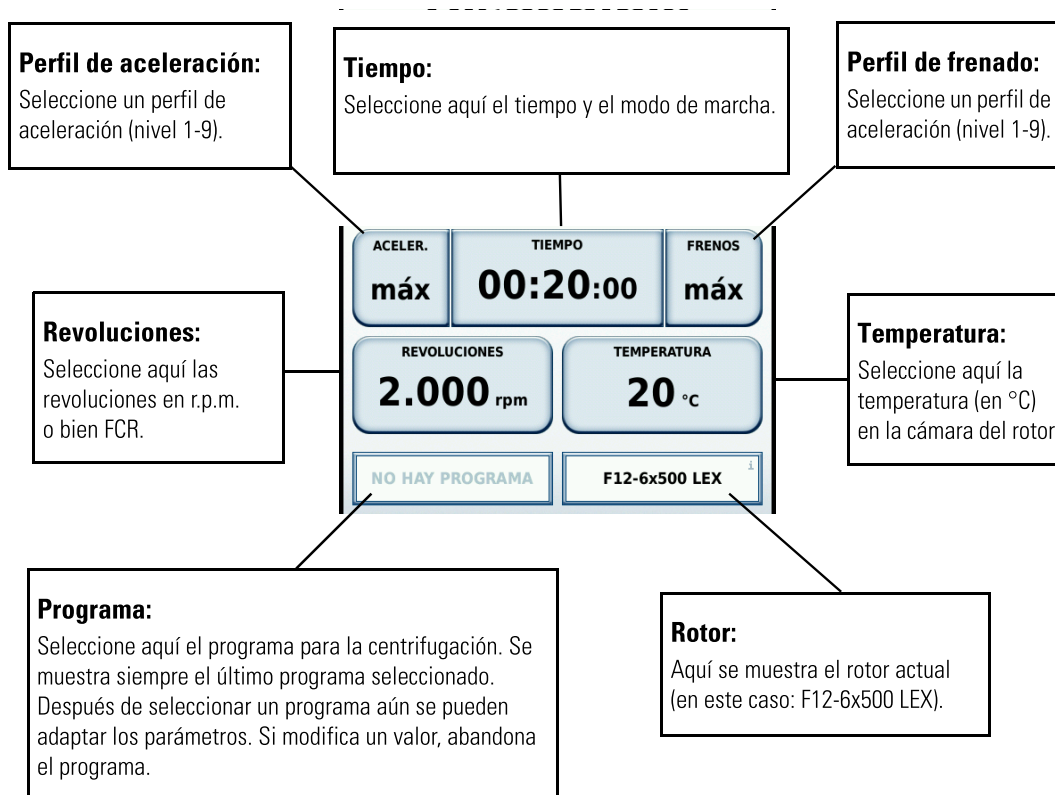 Perfil de aceleración:
Seleccione un perfil de
aceleración (nivel 1-9).
Tiempo:
Seleccione aquí el tiempo y el modo de marcha.
Perfil de frenado:
Seleccione un perfil de
aceleración (nivel 1-9).
ACELER.
máx
TIEMPO
00:20:00
FRENOS
máx
Revoluciones:
Seleccione aquí las
revoluciones en r.p.m.
o bien FCR.
REVOLUCIONES
2.000 rpm
TEMPERATURA
20 °C
Temperatura:
Seleccione aquí la
temperatura (en °C)
en la cámara del rotor
NO HAY PROGRAMA
F12-6x500 LEX
i
Programa:
Seleccione aquí el programa para la centrifugación. Se
muestra siempre el último programa seleccionado.
Después de seleccionar un programa aún se pueden
adaptar los parámetros. Si modifica un valor, abandona
el programa.
Rotor:
Aquí se muestra el rotor actual
(en este caso: F12-6x500 LEX).